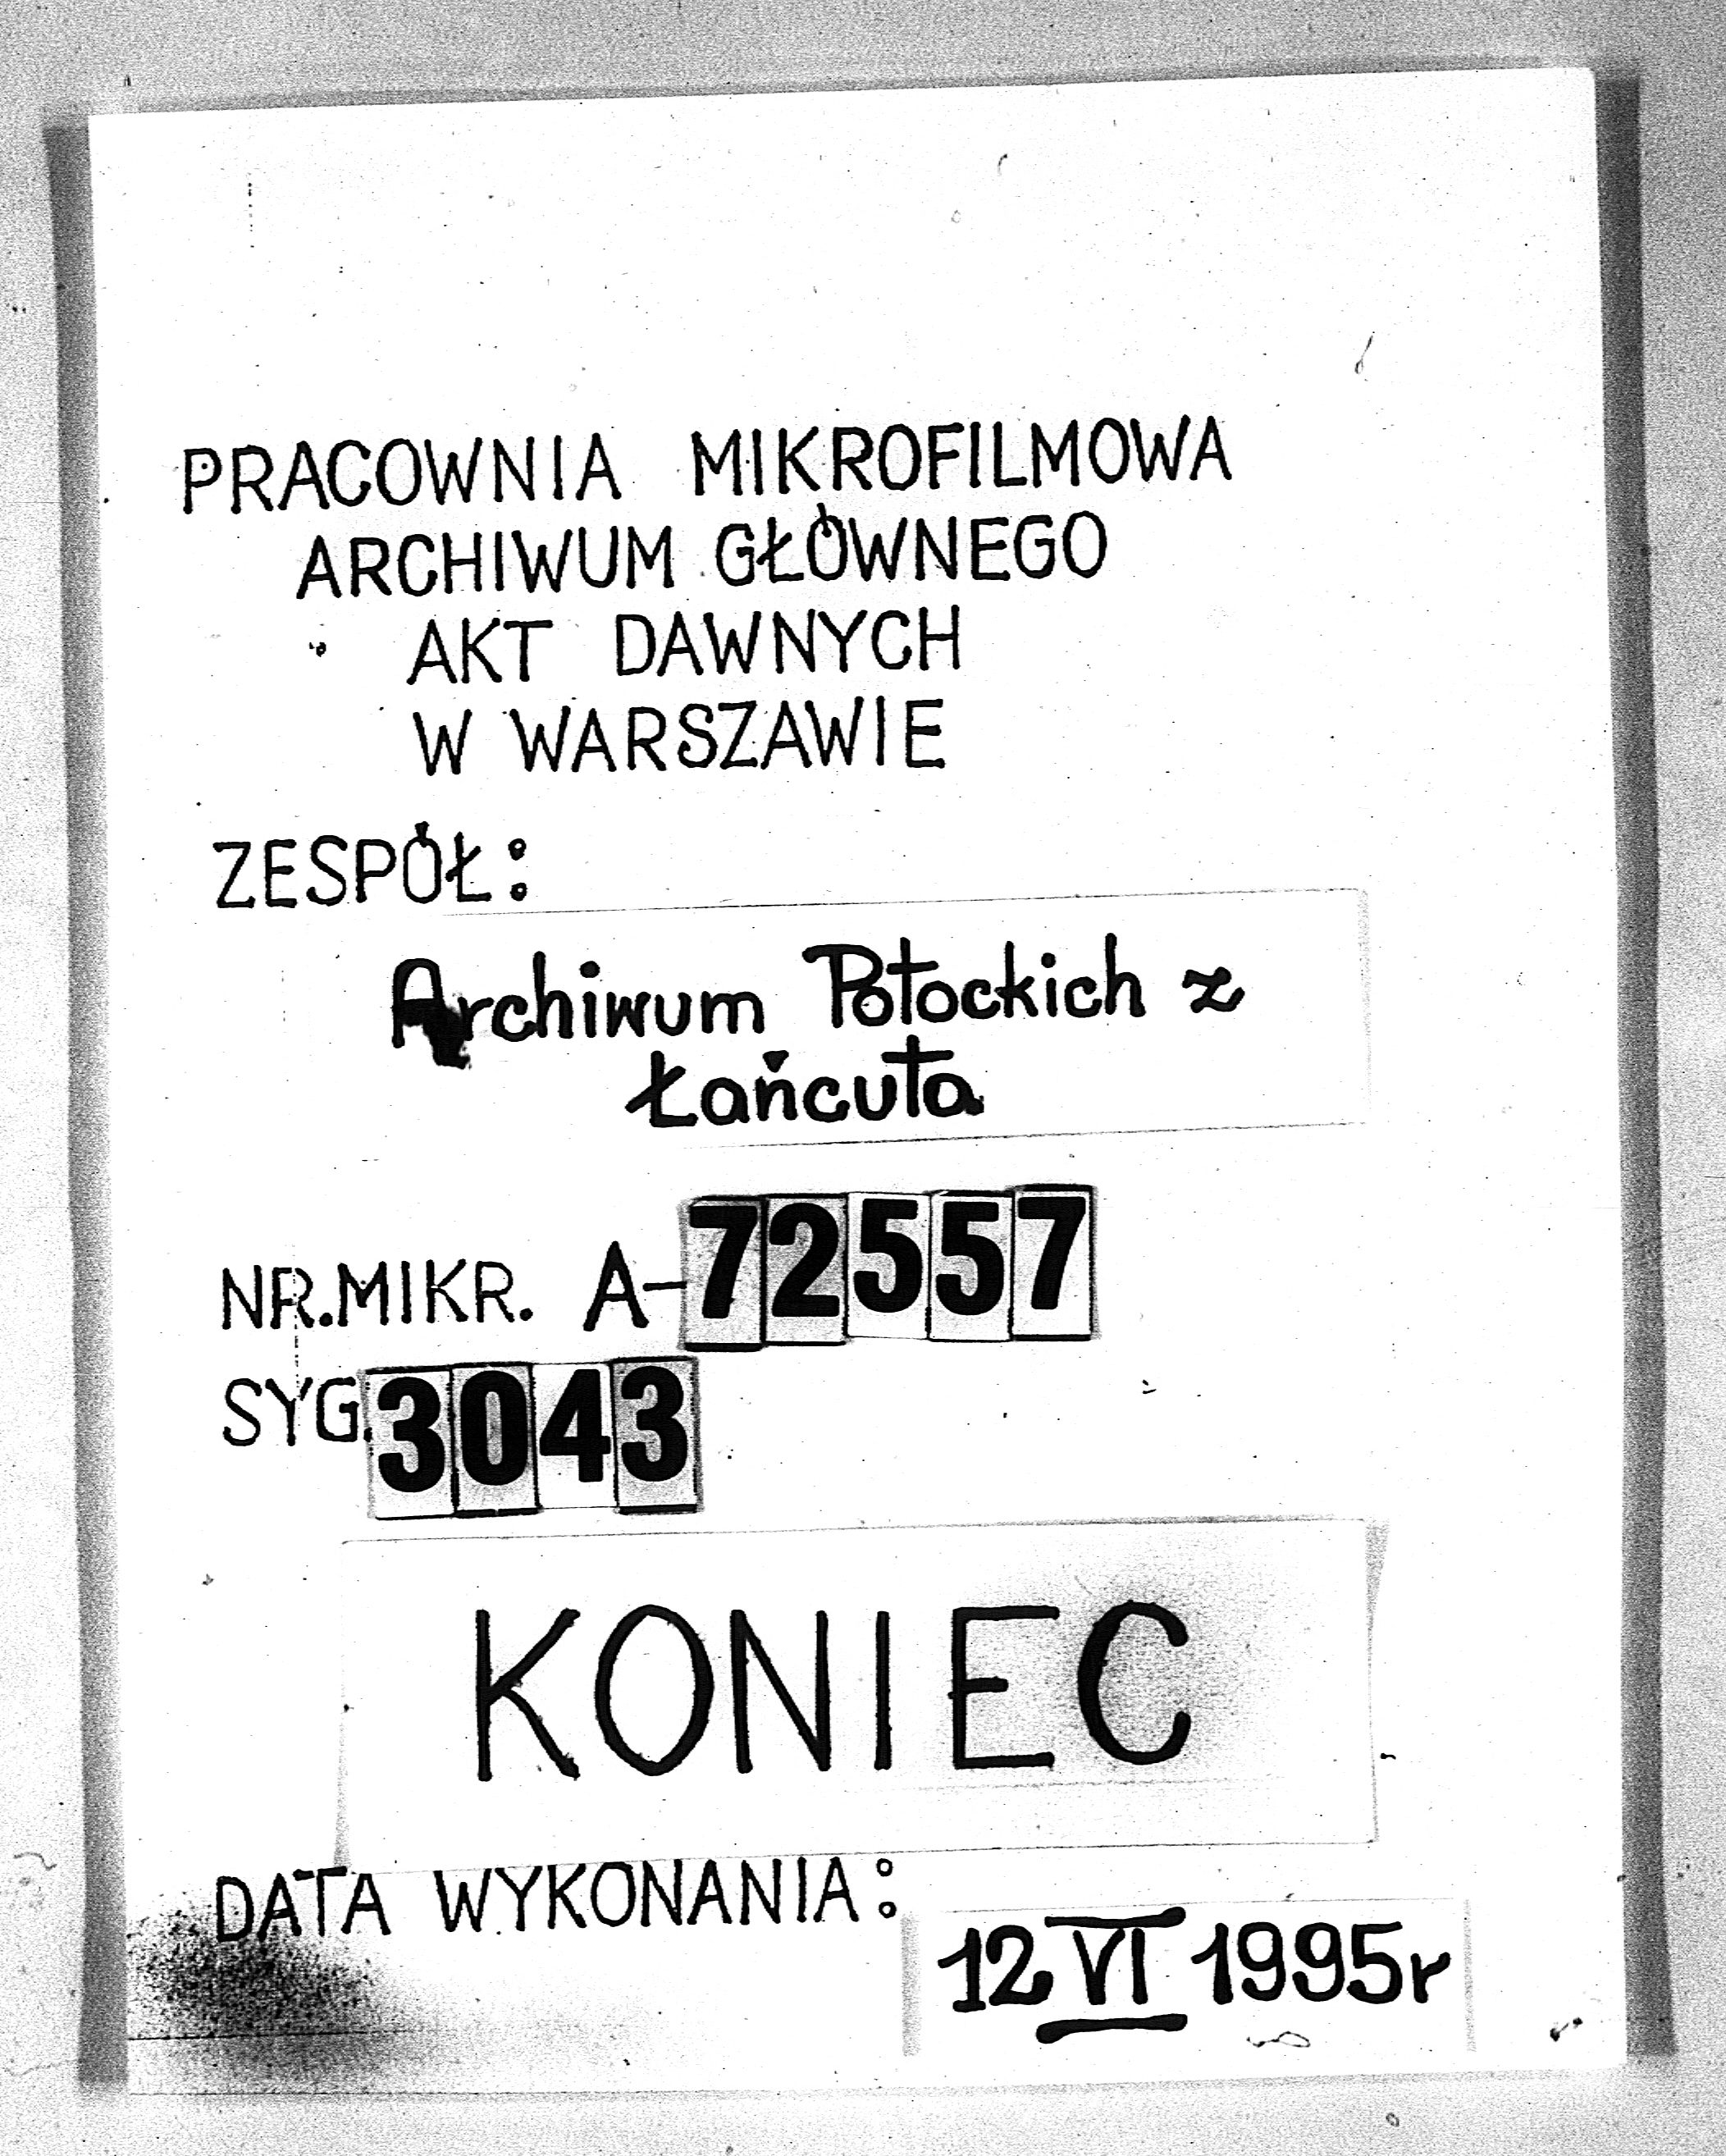 PRACOWNIA MIKROFILMOWA
ARCHIWUM GŁÓWNEGO
AKT DAWNYCH
W WARSZAWIE
ZESPÓŁ:
Archiwum Potockich z
Łańcuta
NR.MIKR. A-72557
SYG.3043
KONIEC
DATA WYKONANIA:
12 VI 1995r